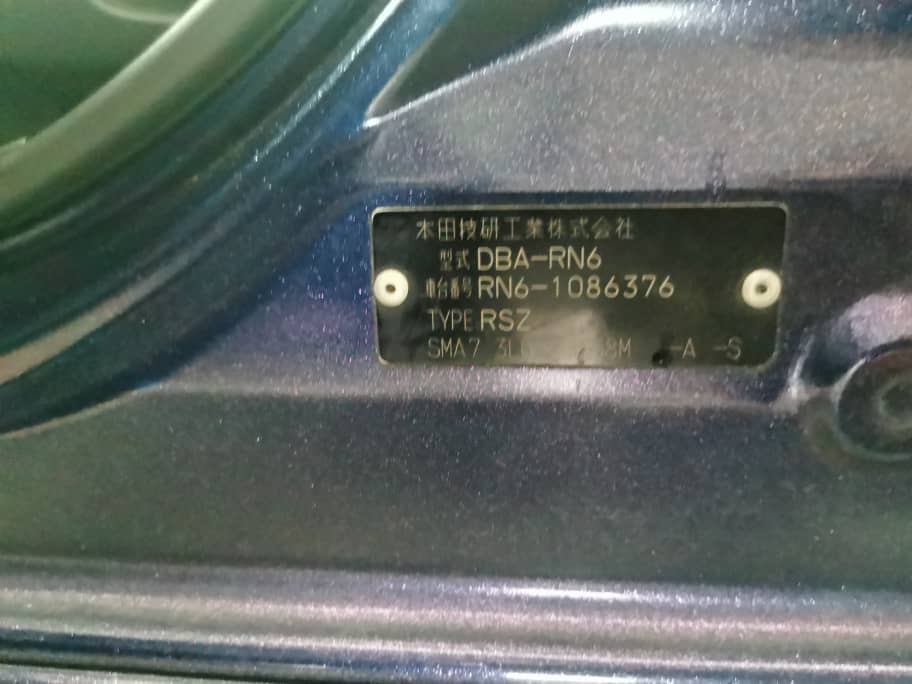 本田技研工業株式会社
型式 DBA-RN6
車台番号 RN6-1086376
TYPE RSZ
SMA7 -A -S